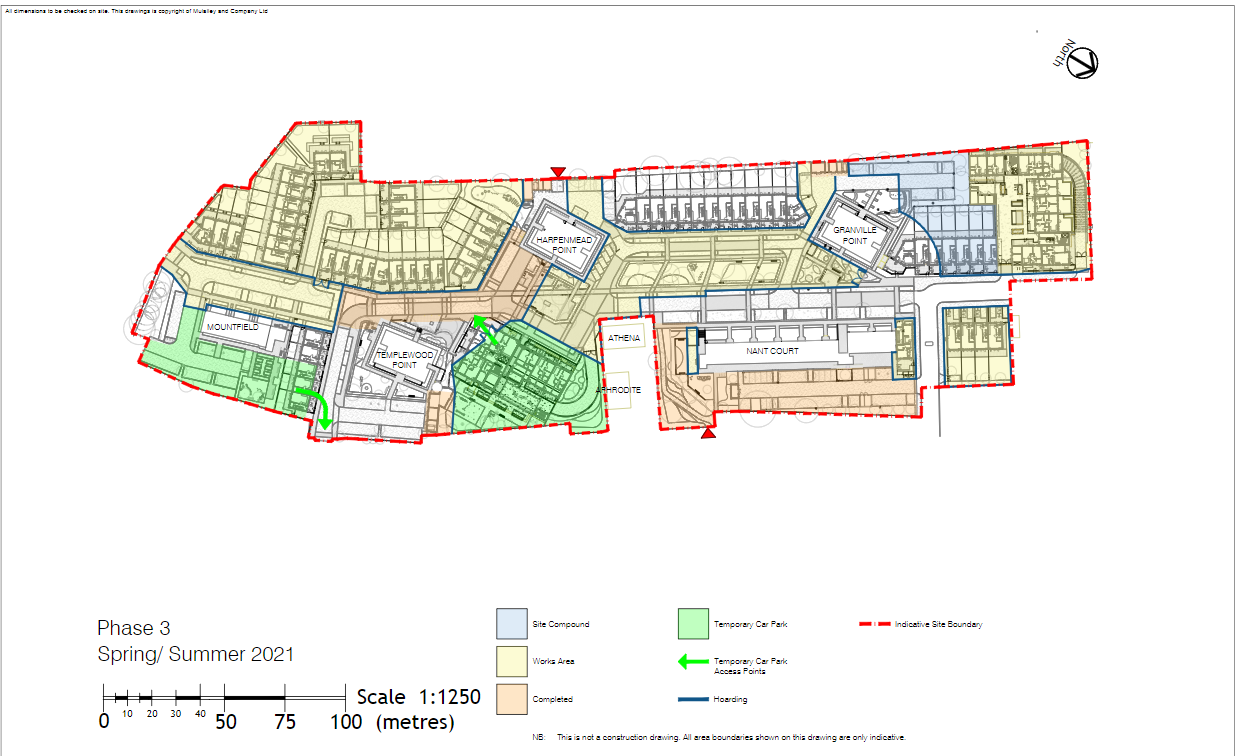 All dimensions to be checked on site. This drawings is copyright of Mulalley and Company Ltd
North
HARPENMEAD
POINT
GRANVILLE
POINT
MOUNTFIELD
TEMPLEWOOD
POINT
ATHENA
NANT COURT
APHRODITE
Phase 3
Spring/ Summer 2021
Scale 1:1250
0 10 20 30 40 50 75 100 (metres)
Site Compound
Works Area
Completed
Temporary Car Park
Temporary Car Park
Access Points
Hoarding
Indicative Site Boundary
NB: This is not a construction drawing. All area boundaries shown on this drawing are only indicative.